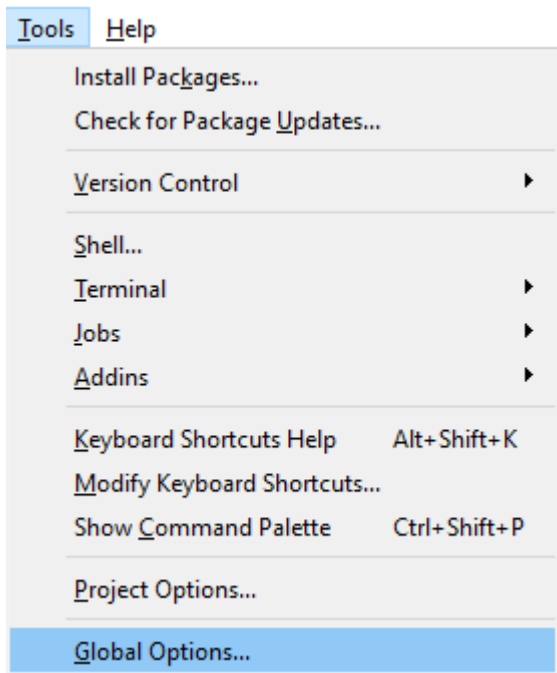 Tools Help
Install Packages...
Check for Package Updates...
Version Control
Shell...
Terminal
Jobs
Addins
Keyboard Shortcuts Help Alt+Shift+K
Modify Keyboard Shortcuts...
Show Command Palette Ctrl+Shift+P
Project Options...
Global Options...